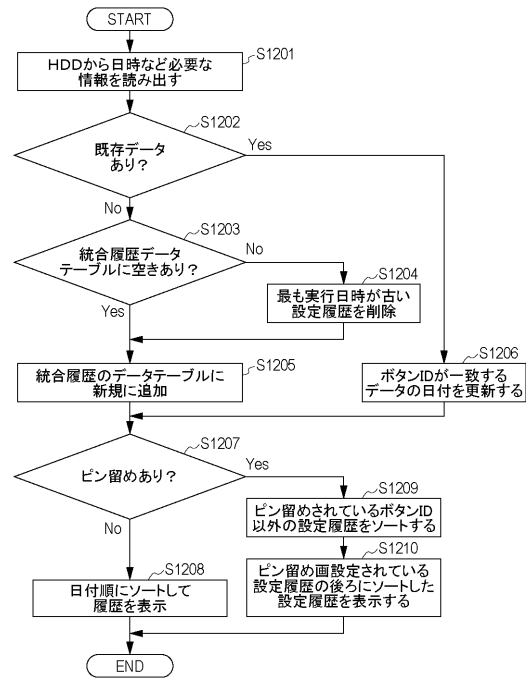 START
S1201
HDDから日時など必要な
情報を読み出す
S1202
既存データ
あり?
Yes
No
S1203
統合履歴データ
テーブルに空きあり?
No
Yes
S1204
最も実行日時が古い
設定履歴を削除
S1205
統合履歴のデータテーブルに
新規に追加
S1206
ボタンIDが一致する
データの日付を更新する
S1207
ピン留めあり?
Yes
No
S1209
ピン留めされているボタンID
以外の設定履歴をソートする
S1208
日付順にソートして
履歴を表示
S1210
ピン留め画設定されている
設定履歴の後ろにソートした
設定履歴を表示する
END